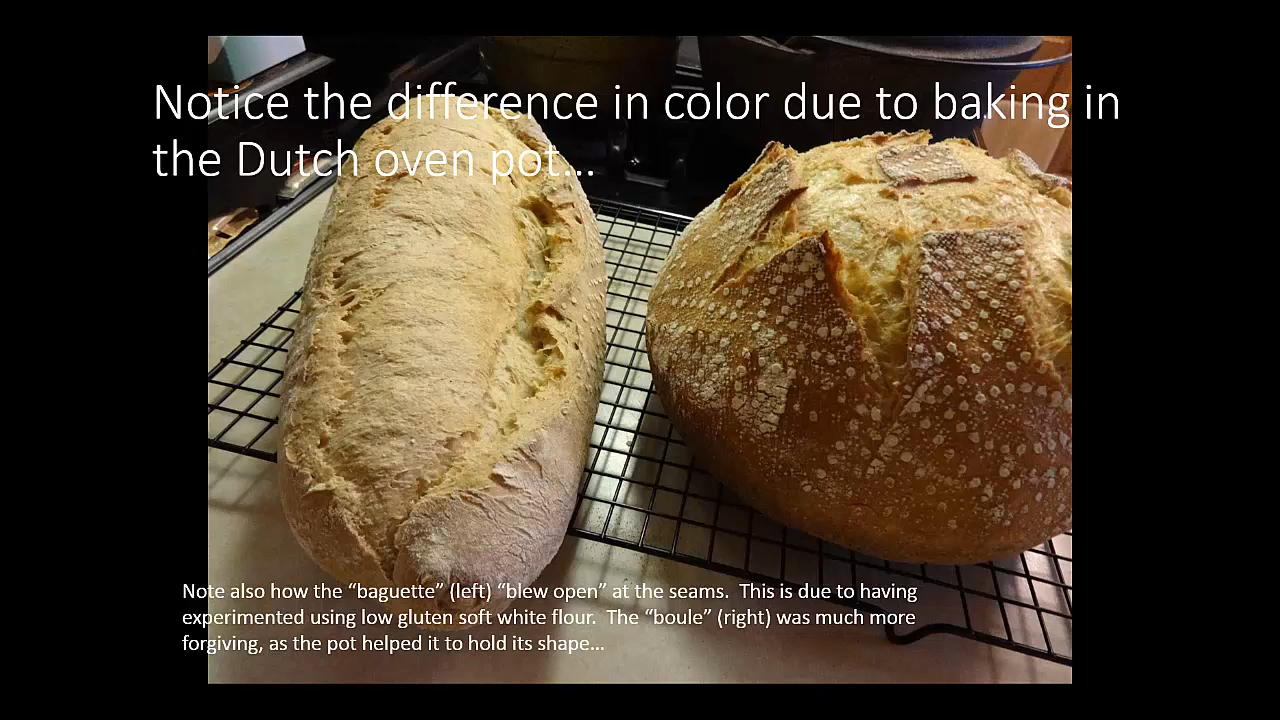 Notice the difference in color due to baking in
the Dutch oven pot…
Note also how the “baguette” (left) “blew open” at the seams.  This is due to having
experimented using low gluten soft white flour.  The “boule” (right) was much more
forgiving, as the pot helped it to hold its shape…